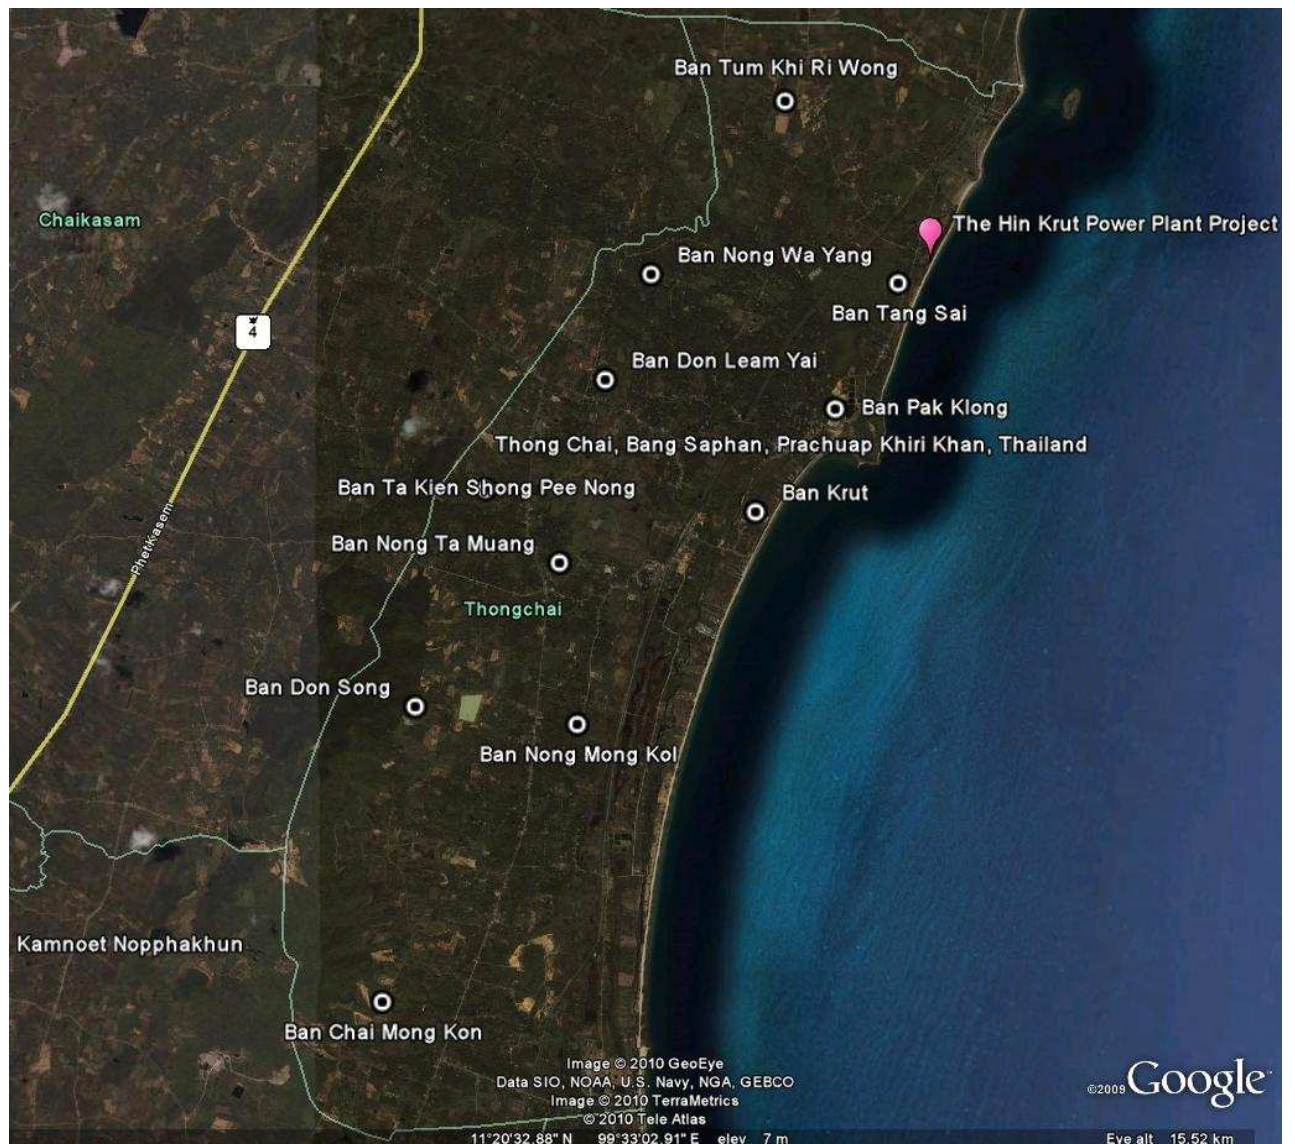 Ban Tum Khi Ri Wong
Chaikasam
The Hin Krut Power Plant Project
Ban Nong Wa Yang
Ban Tang Sai
4
Ban Don Leam Yai
Ban Pak Klong
Thong Chai, Bang Saphan, Prachuap Khiri Khan, Thailand
Ban Ta Kien Shong Pee Nong
Ban Krut
PhetKasem
Ban Nong Ta Muang
Thongchai
Ban Don Song
Ban Nong Mong Kol
Kamnoet Nopphakhun
Ban Chai Mong Kon
Image © 2010 GeoEye
Data SIO, NOAA, U.S. Navy, NGA, GEBCO
Image © 2010 TerraMetrics
© 2010 Tele Atlas
©2009 Google
11°20'32.88" N 99°33'02.91" E elev 7 m Eye alt 15.52 km